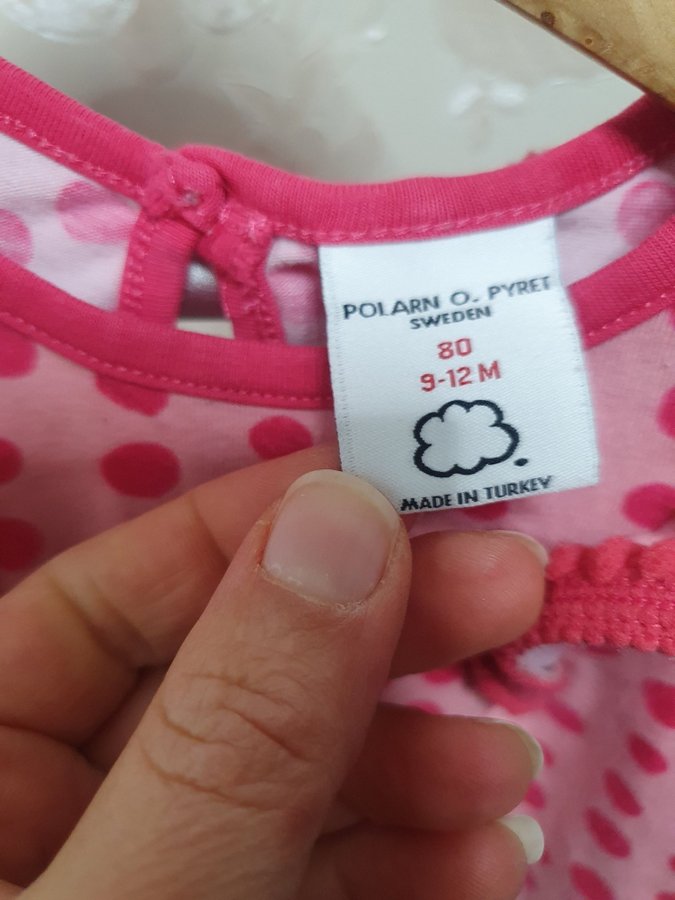 POLARN O. PYRET
SWEDEN
80
9-12 M
MADE IN TURKEY